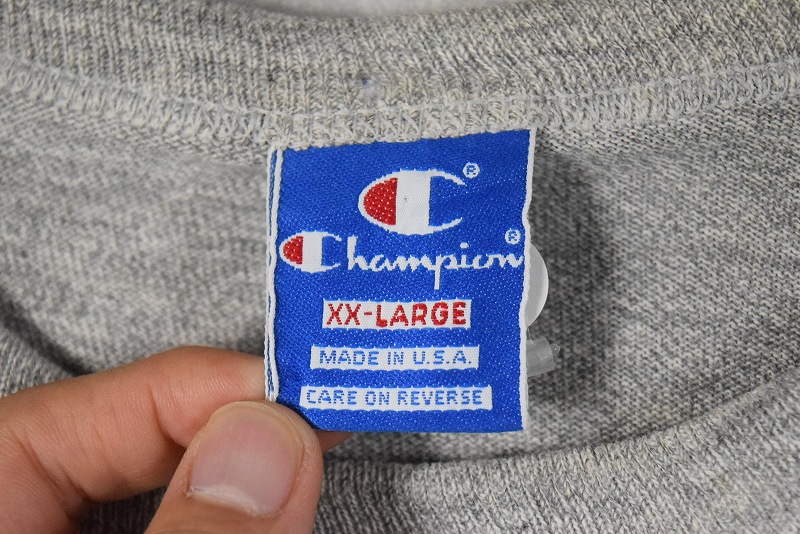 C®
Champion®
XX-LARGE
MADE IN U.S.A.
CARE ON REVERSE